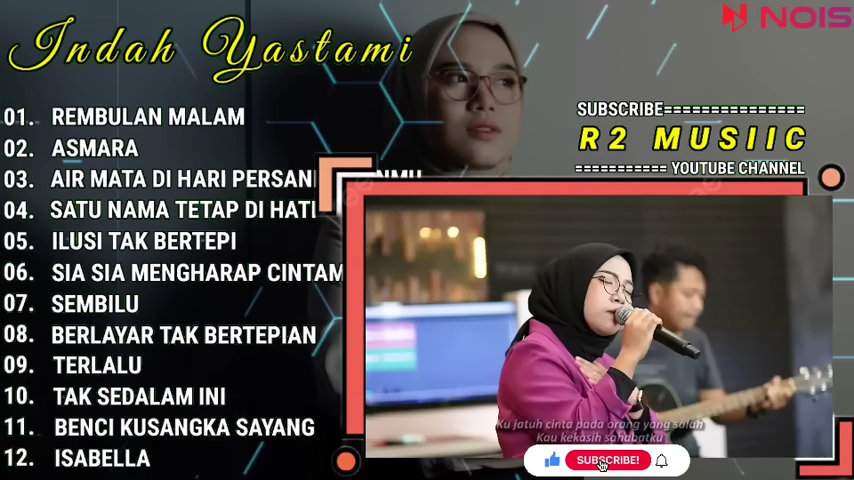 Indah Yastami
NOIS
01. REMBULAN MALAM
02. ASMARA
03. AIR MATA DI HARI
04. SATU NAMA TETAP DI HATI
05. ILUSI TAK BERTEPI
06. SIA SIA MENGHARAP
07. SEMBILU
08. BERLAYAR TAK BERTEPIAN
09. TERLALU
10. TAK SEDALAM INI
11. BENCI KUSANGKA SAYANG
12. ISABELLA
SUBSCRIBE===============
R2 MUSIIC
=========== YOUTUBE CHANNEL
Ku jatuh cinta pada orang yang salah
Kau kekasih sahabatku
SUBSCRIBE!